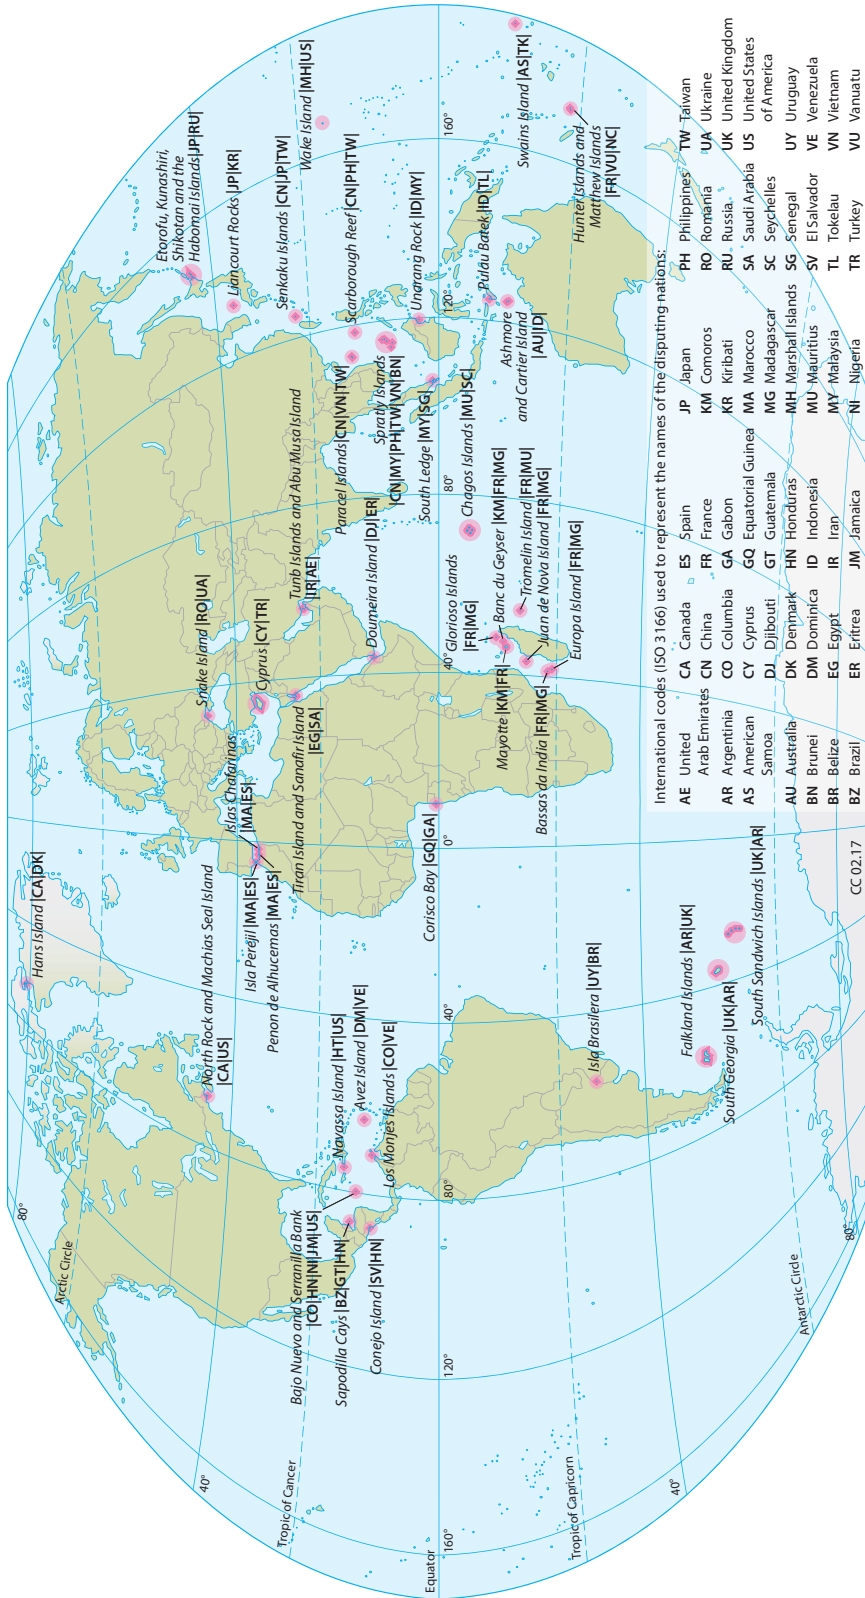 80°
Arctic Circle
40°
Tropic of Cancer
Equator
160°
120°
80°
40°
0°
40°
80°
120°
160°
Tropic of Capricorn
40°
Antarctic Circle
80°
Hans Island |CA|DK|
North Rock and Machias Seal Island
|CA|US|
Isla Pereji |MA|ES|
Penon de Alhucemas |MA|ES|
Islas Chafarinas
|MA|ES|
Snake Island |RO|UA|
Cyprus |CY|TR|
Tiran Island and Sanafir Island
|EG|SA|
Tunb Islands and Abu Musa Island
|IR|AE|
Doumeira Island |DJ|ER|
Etorofu, Kunashiri,
Shikotan and the
Habomai Islands|JP|RU|
Liancourt Rocks |JP|KR|
Senkaku Islands |CN|JP|TW|
Wake Island |MH|US|
Scarborough Reef |CN|PH|TW|
Paracel Islands|CN|VN|TW|
Spratly Islands
|CN|MY|PH|TW|VN|BN|
Unarang Rock |ID|MY|
South Ledge |MY|SG|
Pulau Batek |ID|TL|
Ashmore
and Cartier Island
|AU|ID|
Swains Island |AS|TK|
Hunter Islands and
Matthew Islands
|FR|VU|NC|
Bajo Nuevo and Serranilla Bank
|CO|HN|NI|JM|US|
Sapodilla Cays |BZ|GT|HN|
Conejo Island |SV|HN|
Navassa Island |HT|US|
Avez Island |DM|VE|
Los Monjes Islands |CO|VE|
Corisco Bay |GQ|GA|
Chagos Islands |MU|SC|
Glorioso Islands
|FR|MG|
Banc du Geyser |KM|FR|MG|
Mayotte |KM|FR|
Tromelin Island |FR|MU|
Juan de Nova Island |FR|MG|
Bassas da India |FR|MG|
Europa Island |FR|MG|
Isla Brasilera |UY|BR|
Falkland Islands |AR|UK|
South Georgia |UK|AR|
South Sandwich Islands |UK|AR|
International codes (ISO 3166) used to represent the names of the disputing nations:
AE United
Arab Emirates
AR Argentinia
AS American
Samoa
AU Australia
BN Brunei
BR Belize
BZ Brazil
CA Canada
CN China
CO Columbia
CY Cyprus
DJ Djibouti
DK Denmark
DM Dominica
EG Egypt
ER Eritrea
ES Spain
FR France
GA Gabon
GQ Equatorial Guinea
GT Guatemala
HN Honduras
ID Indonesia
IR Iran
JM Jamaica
JP Japan
KM Comoros
KR Kiribati
MA Marocco
MG Madagascar
MH Marshall Islands
MU Mauritius
MY Malaysia
NI Nigeria
PH Philippines
RO Romania
RU Russia
SA Saudi Arabia
SC Seychelles
SG Senegal
SV El Salvador
TL Tokelau
TR Turkey
TW Taiwan
UA Ukraine
UK United Kingdom
US United States
of America
UY Uruguay
VE Venezuela
VN Vietnam
VU Vanuatu
CC 02.17